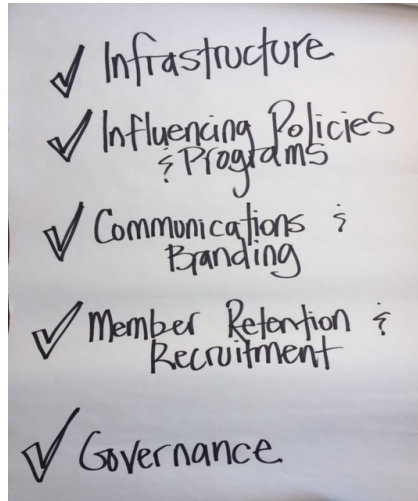 ✓ Infrastructure
✓ Influencing Policies
& Programs
✓ Communications &
Branding
✓ Member Retention &
Recruitment
✓ Governance